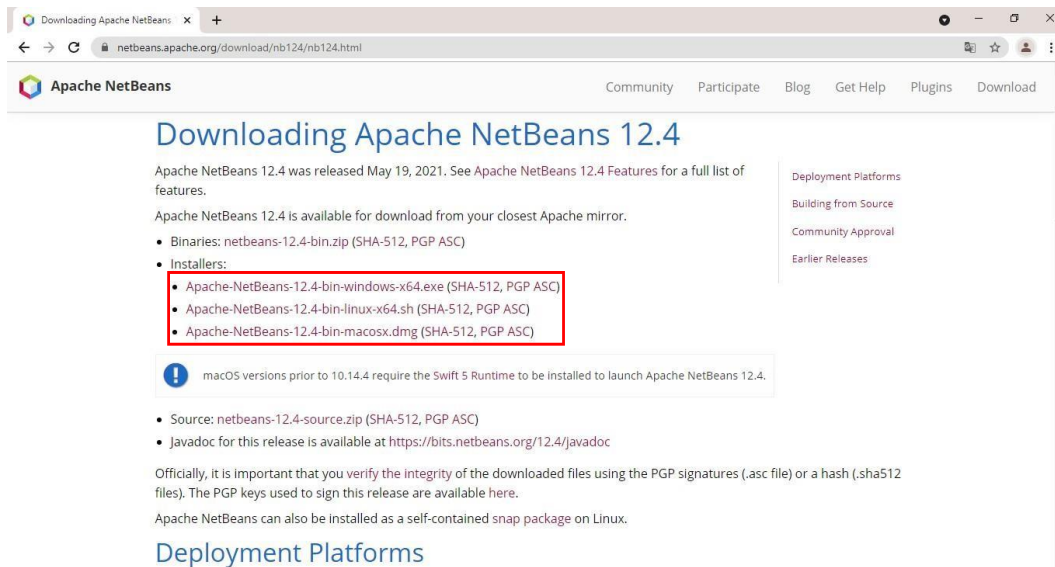 Downloading Apache NetBeans
netbeans.apache.org/download/nb124/nb124.html
Apache NetBeans
Community Participate Blog Get Help Plugins Download
Downloading Apache NetBeans 12.4
Apache NetBeans 12.4 was released May 19, 2021. See Apache NetBeans 12.4 Features for a full list of
features.
Apache NetBeans 12.4 is available for download from your closest Apache mirror.
• Binaries: netbeans-12.4-bin.zip (SHA-512, PGP ASC)
• Installers:
• Apache-NetBeans-12.4-bin-windows-x64.exe (SHA-512, PGP ASC)
• Apache-NetBeans-12.4-bin-linux-x64.sh (SHA-512, PGP ASC)
• Apache-NetBeans-12.4-bin-macosx.dmg (SHA-512, PGP ASC)
macOS versions prior to 10.14.4 require the Swift 5 Runtime to be installed to launch Apache NetBeans 12.4.
• Source: netbeans-12.4-source.zip (SHA-512, PGP ASC)
• Javadoc for this release is available at https://bits.netbeans.org/12.4/javadoc
Officially, it is important that you verify the integrity of the downloaded files using the PGP signatures (.asc file) or a hash (.sha512
files). The PGP keys used to sign this release are available here.
Apache NetBeans can also be installed as a self-contained snap package on Linux.
Deployment Platforms
Deployment Platforms
Building from Source
Community Approval
Earlier Releases